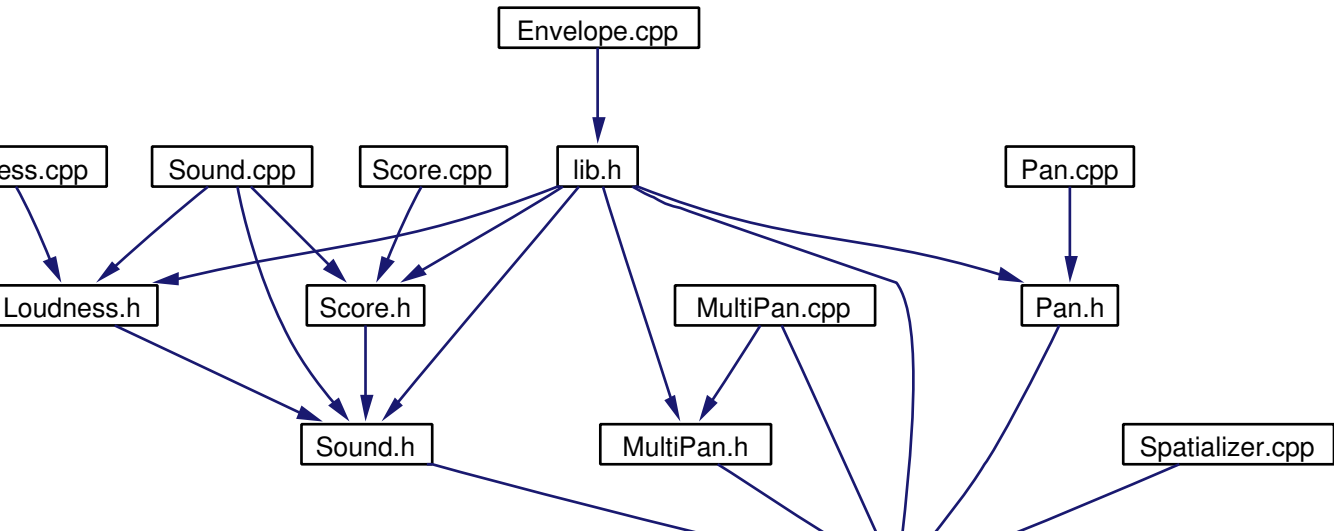 Envelope.cpp
ess.cpp
Sound.cpp
Score.cpp
lib.h
Pan.cpp
Loudness.h
Score.h
MultiPan.cpp
Pan.h
Sound.h
MultiPan.h
Spatializer.cpp